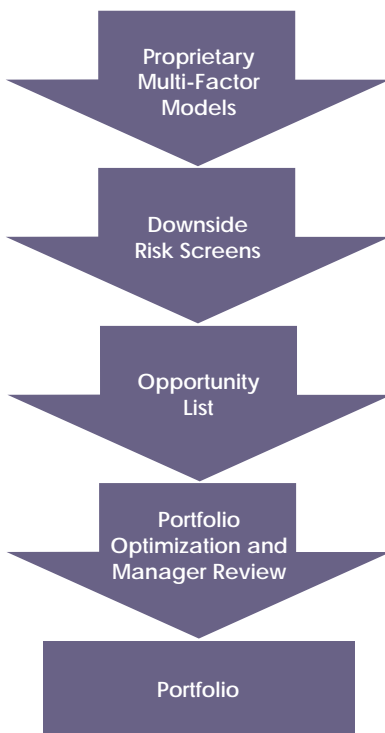 Proprietary
Multi-Factor
Models
Downside
Risk Screens
Opportunity
List
Portfolio
Optimization and
Manager Review
Portfolio